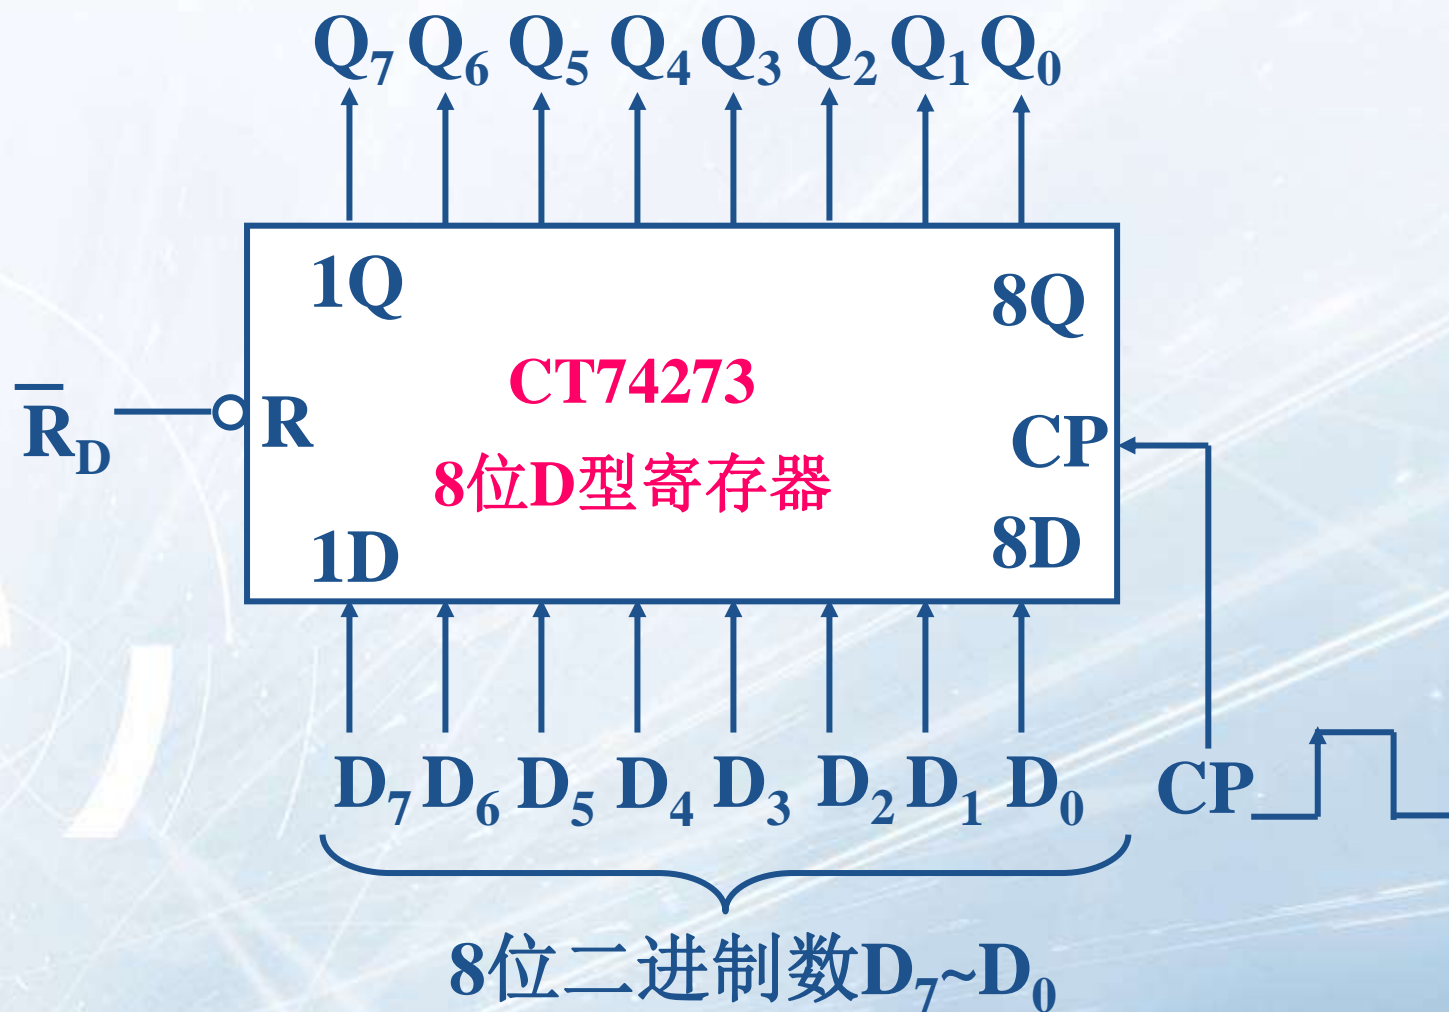 Q₇ Q₆ Q₅ Q₄ Q₃ Q₂ Q₁ Q₀
1Q 8Q
CT74273
R̅_D R CP
8位D型寄存器
1D 8D
D₇ D₆ D₅ D₄ D₃ D₂ D₁ D₀ CP
8位二进制数D₇~D₀